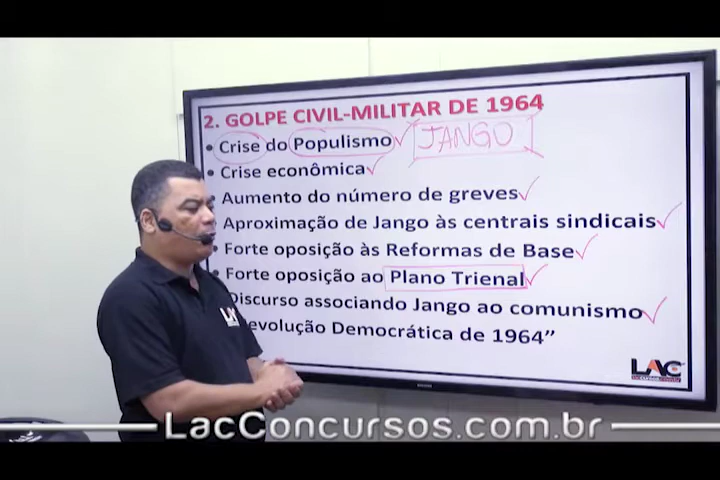 2. GOLPE CIVIL-MILITAR DE 1964
• Crise do Populismo JANGO
• Crise econômica
Aumento do número de greves
Aproximação de Jango às centrais sindicais
• Forte oposição às Reformas de Base
• Forte oposição ao Plano Trienal
Discurso associando Jango ao comunismo
evolução Democrática de 1964”
LAC
LAC
LacConcursos.com.br